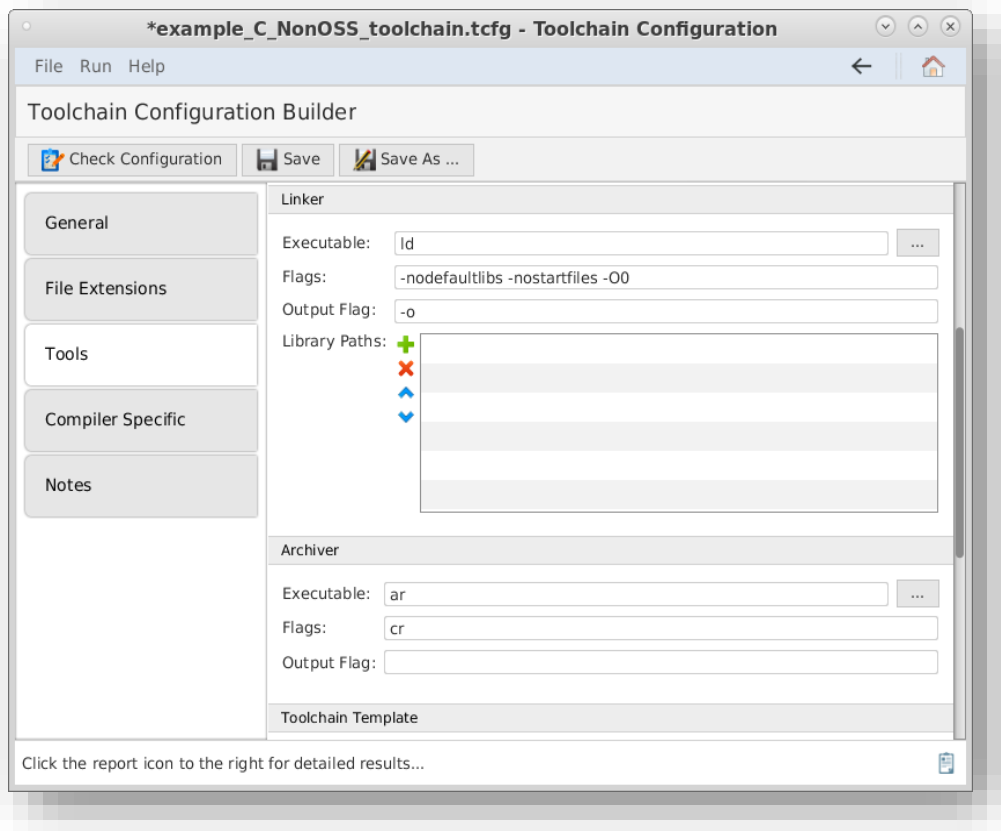 *example_C_NonOSS_toolchain.tcfg - Toolchain Configuration
File Run Help
Toolchain Configuration Builder
Check Configuration Save Save As ...
General
File Extensions
Tools
Compiler Specific
Notes
Linker
Executable: ld ...
Flags: -nodefaultlibs -nostartfiles -O0
Output Flag: -o
Library Paths:
Archiver
Executable: ar ...
Flags: cr
Output Flag:
Toolchain Template
Click the report icon to the right for detailed results...